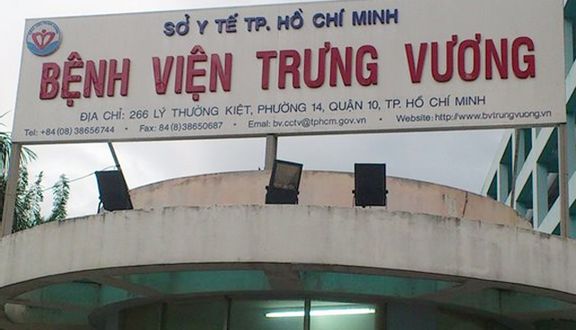 SỞ Y TẾ TP. HỒ CHÍ MINH
BỆNH VIỆN TRƯNG VƯƠNG
ĐỊA CHỈ: 266 LÝ THƯỜNG KIỆT, PHƯỜNG 14, QUẬN 10, TP. HỒ CHÍ MINH
Tel: +84 (08) 38656744 • Fax: 84 (8)38650687 • Email: bv.cctv@tphcm.gov.vn • Website: http://www.bvtrungvuong.vn